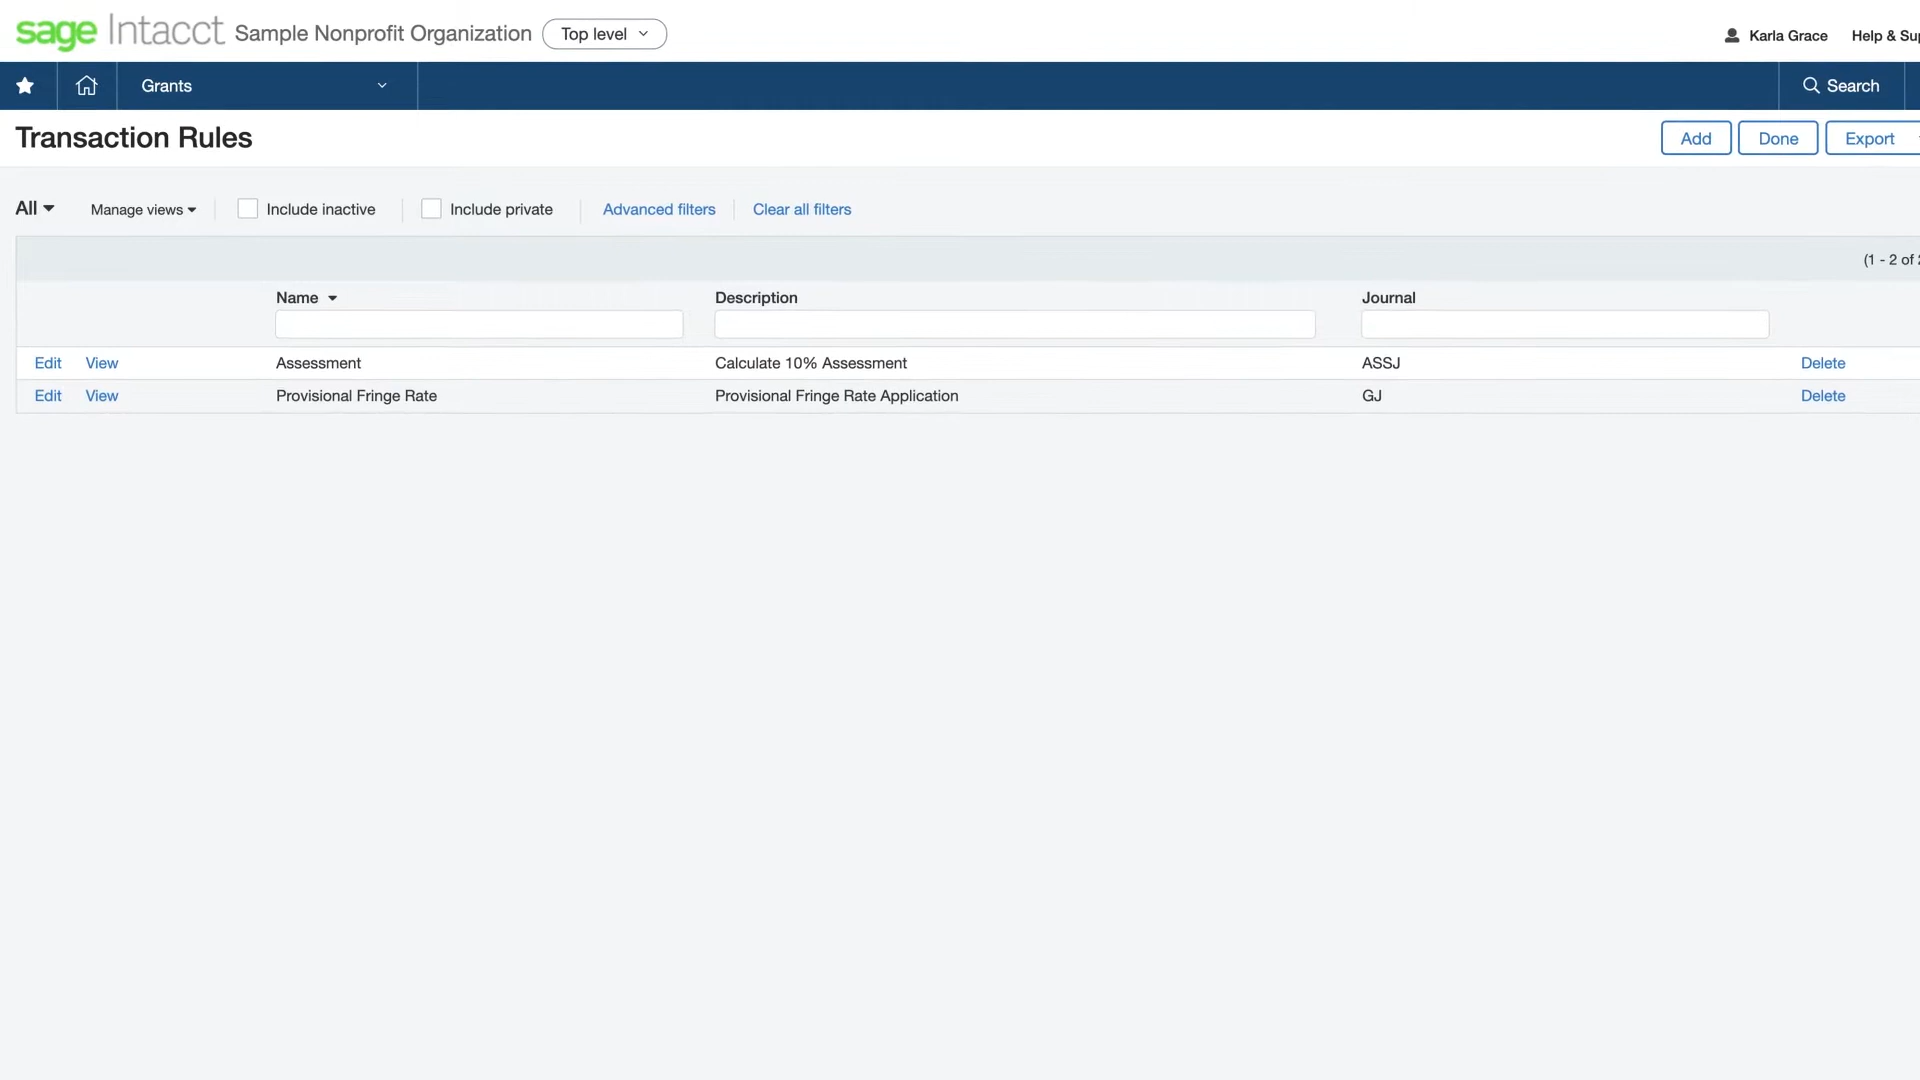 sage Intacct Sample Nonprofit Organization Top level
Karla Grace Help & Su
Grants
Search
Transaction Rules
Add Done Export
All Manage views Include inactive Include private Advanced filters Clear all filters
(1 - 2 of
Name Description Journal
Edit View Assessment Calculate 10% Assessment ASSJ Delete
Edit View Provisional Fringe Rate Provisional Fringe Rate Application GJ Delete